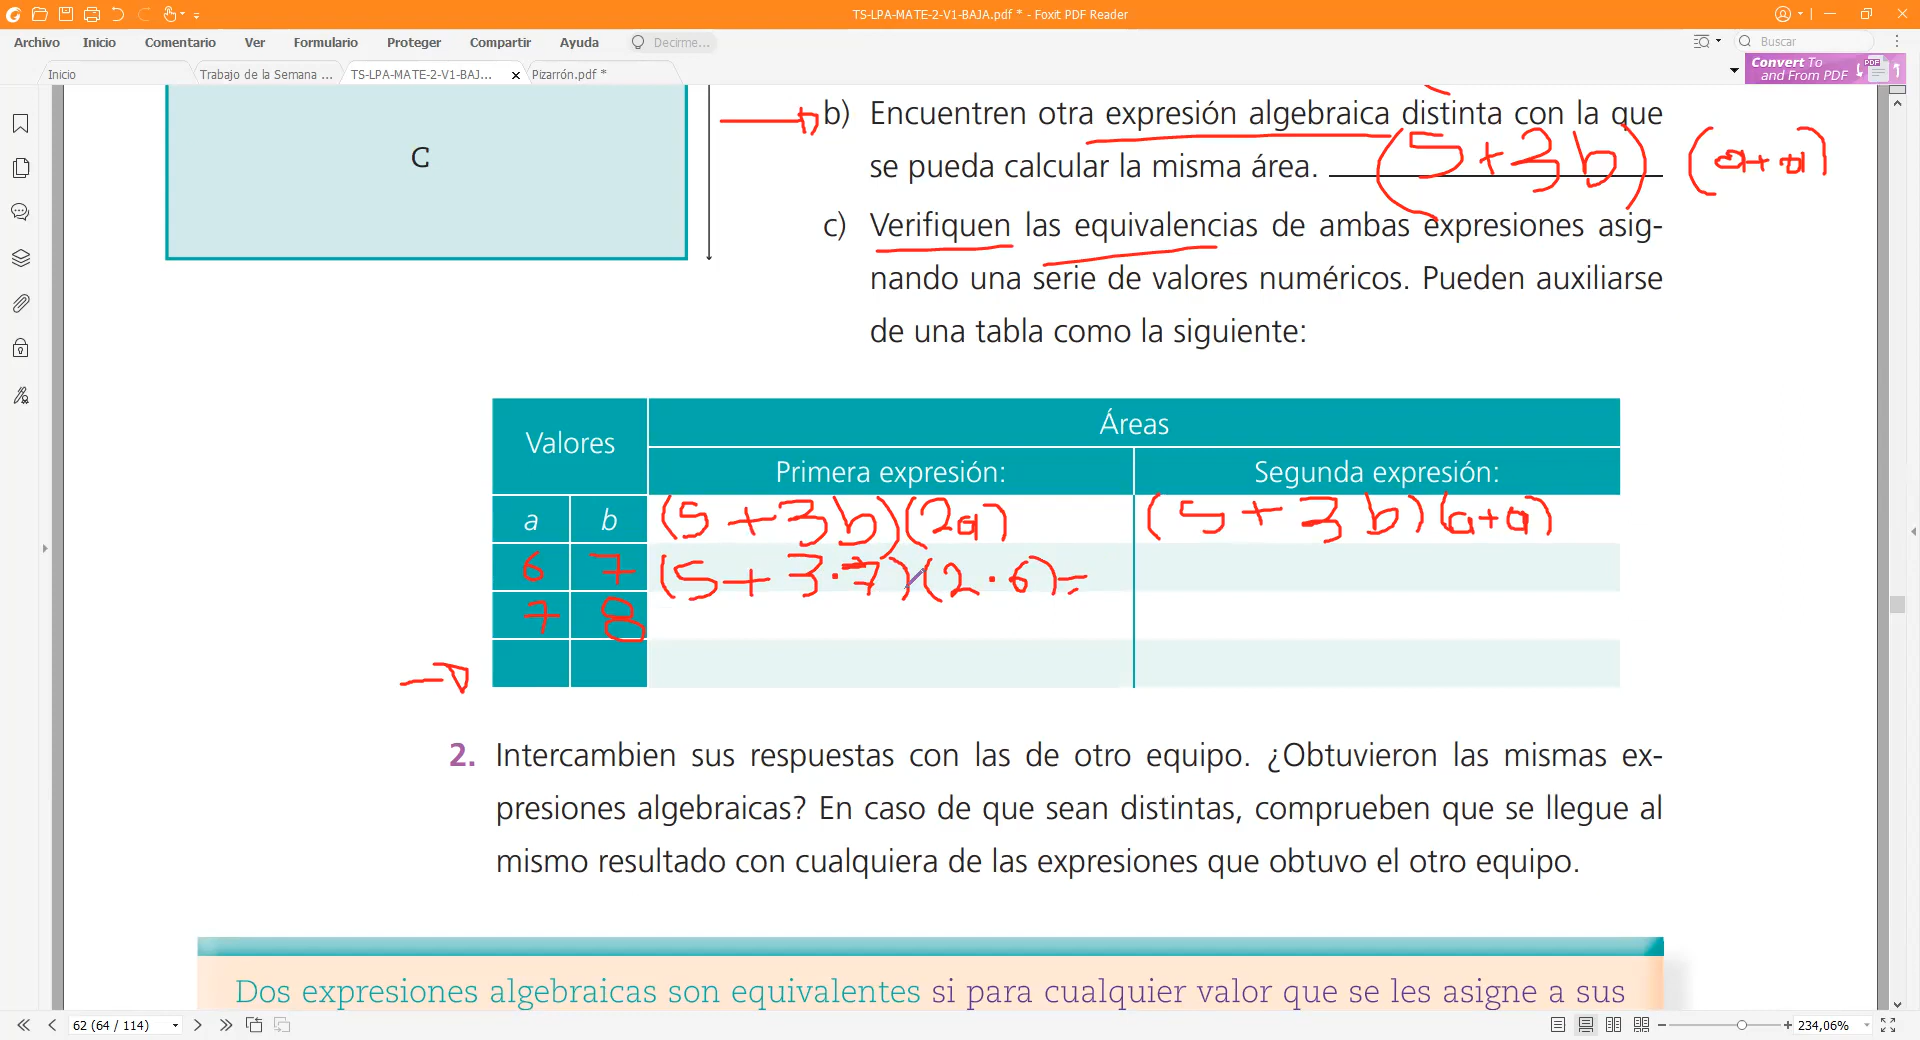 TS-LPA-MATE-2-V1-BAJA.pdf * - Foxit PDF Reader
Archivo Inicio Comentario Ver Formulario Proteger Compartir Ayuda Decirme... Buscar
Inicio Trabajo de la Semana ... TS-LPA-MATE-2-V1-BAJ... Pizarrón.pdf * Convert To and From PDF
C
b) Encuentren otra expresión algebraica distinta con la que
se pueda calcular la misma área. (5+3b) (a+a)
c) Verifiquen las equivalencias de ambas expresiones asig-
nando una serie de valores numéricos. Pueden auxiliarse
de una tabla como la siguiente:
Valores Áreas
Primera expresión: Segunda expresión:
a b (5+3b)(2a) (5+3b)(a+a)
6 7 (5+3·7)(2·6)=
7 8
2. Intercambien sus respuestas con las de otro equipo. ¿Obtuvieron las mismas ex-
presiones algebraicas? En caso de que sean distintas, comprueben que se llegue al
mismo resultado con cualquiera de las expresiones que obtuvo el otro equipo.
Dos expresiones algebraicas son equivalentes si para cualquier valor que se les asigne a sus
62 (64 / 114) 234,06%